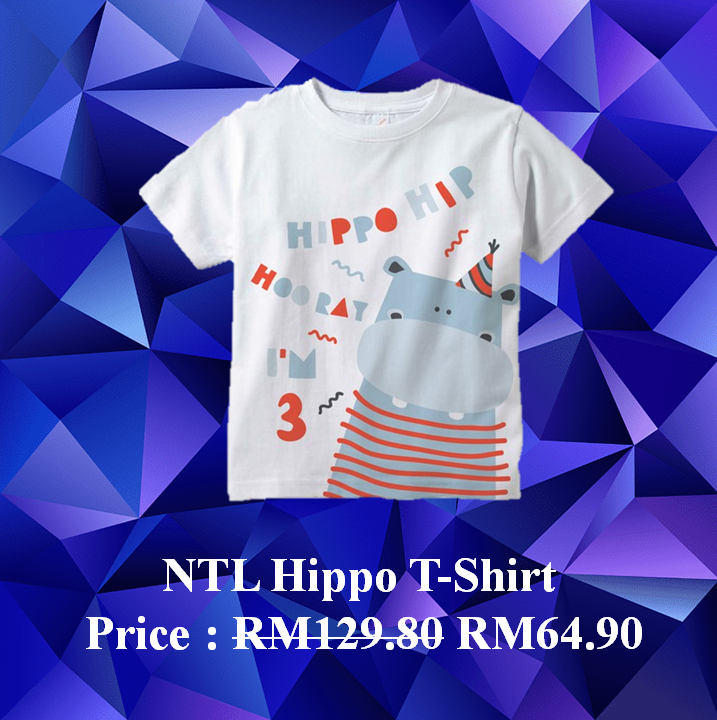 HIPPO HIP
HOORAY
I'M
3
NTL Hippo T-Shirt
Price : RM129.80 RM64.90